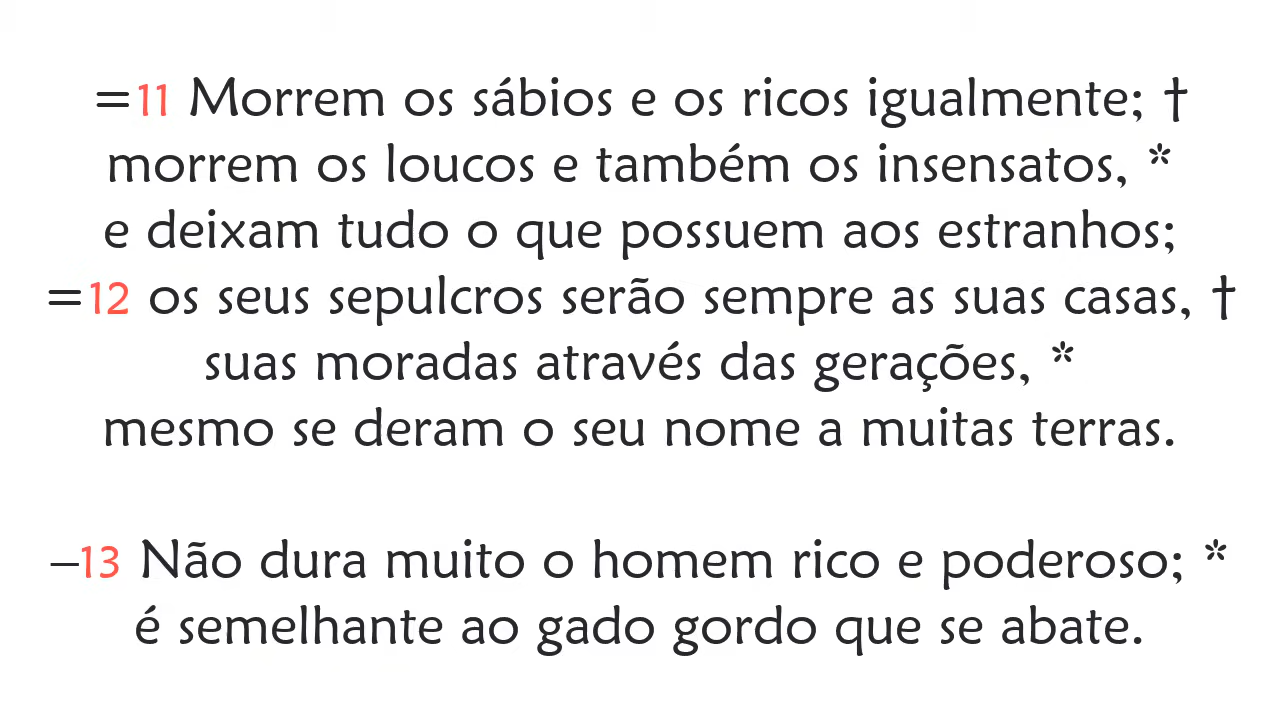 =11 Morrem os sábios e os ricos igualmente; †
morrem os loucos e também os insensatos, *
e deixam tudo o que possuem aos estranhos;
=12 os seus sepulcros serão sempre as suas casas, †
suas moradas através das gerações, *
mesmo se deram o seu nome a muitas terras.
–13 Não dura muito o homem rico e poderoso; *
é semelhante ao gado gordo que se abate.